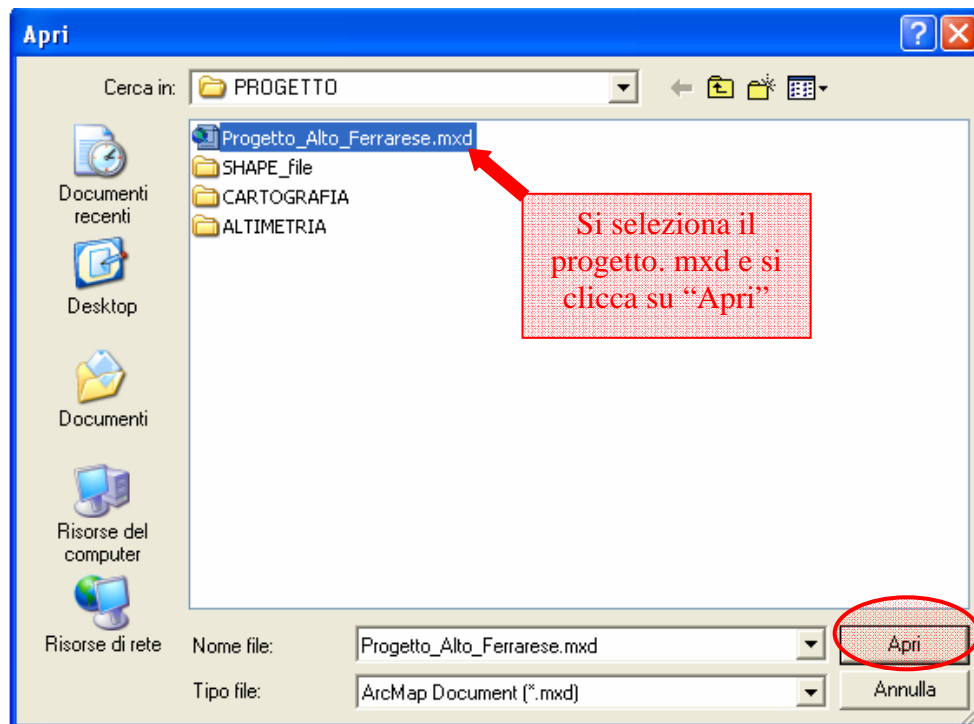 Apri
Cerca in: PROGETTO
Progetto_Alto_Ferrarese.mxd
SHAPE_file
CARTOGRAFIA
ALTIMETRIA
Si seleziona il
progetto. mxd e si
clicca su “Apri”
Documenti
recenti
Desktop
Documenti
Risorse del
computer
Risorse di rete
Nome file: Progetto_Alto_Ferrarese.mxd Apri
Tipo file: ArcMap Document (*.mxd) Annulla